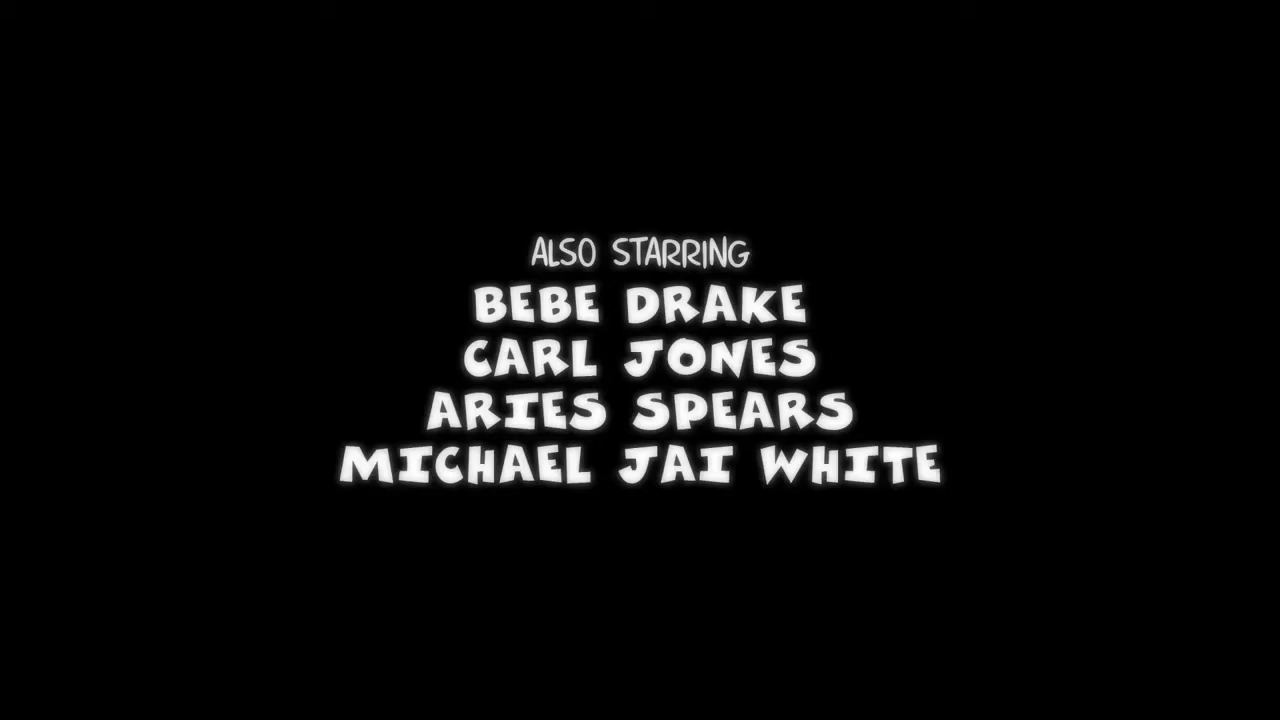 ALSO STARRING
BEBE DRAKE
CARL JONES
ARIES SPEARS
MICHAEL JAI WHITE